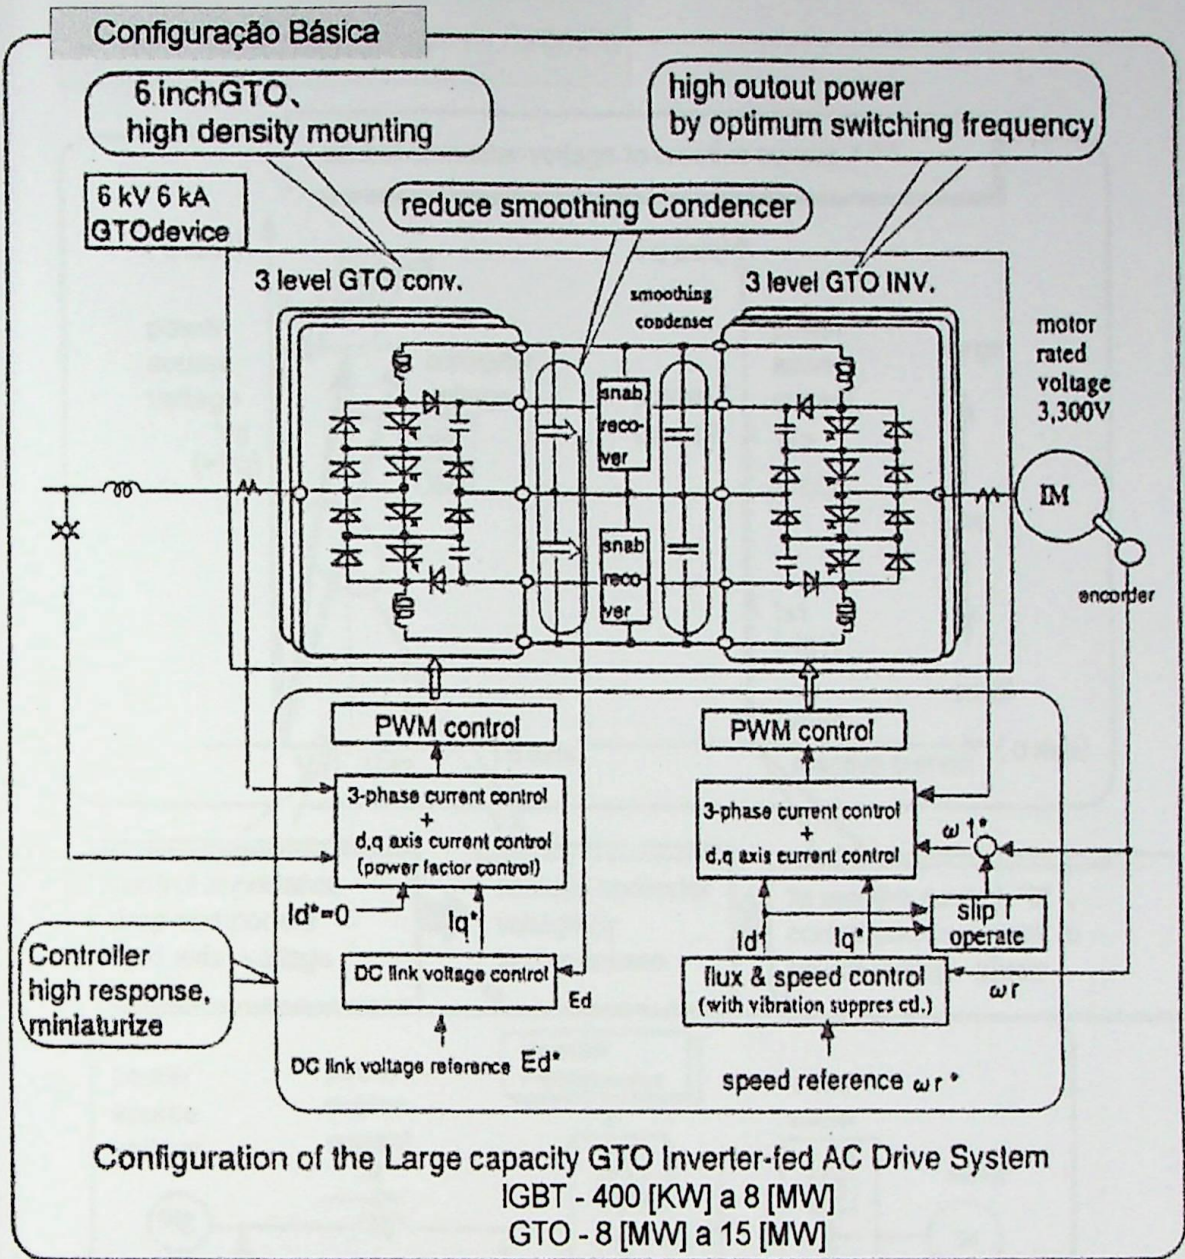 Configuração Básica
6 inchGTO、
high density mounting
high outout power
by optimum switching frequency
6 kV 6 kA
GTOdevice
reduce smoothing Condencer
3 level GTO conv.
smoothing
condenser
3 level GTO INV.
motor
rated
voltage
3,300V
snab
reco-
ver
snab
reco-
ver
IM
encorder
PWM control
PWM control
3-phase current control
+
d,q axis current control
(power factor control)
3-phase current control
+
d,q axis current control
ω 1*
Id*=0
Iq*
Id*
Iq*
slip
operate
Controller
high response,
miniaturize
DC link voltage control
Ed
flux & speed control
(with vibration suppres ctl.)
ω r
DC link voltage reference Ed*
speed reference ω r *
Configuration of the Large capacity GTO Inverter-fed AC Drive System
IGBT - 400 [KW] a 8 [MW]
GTO - 8 [MW] a 15 [MW]